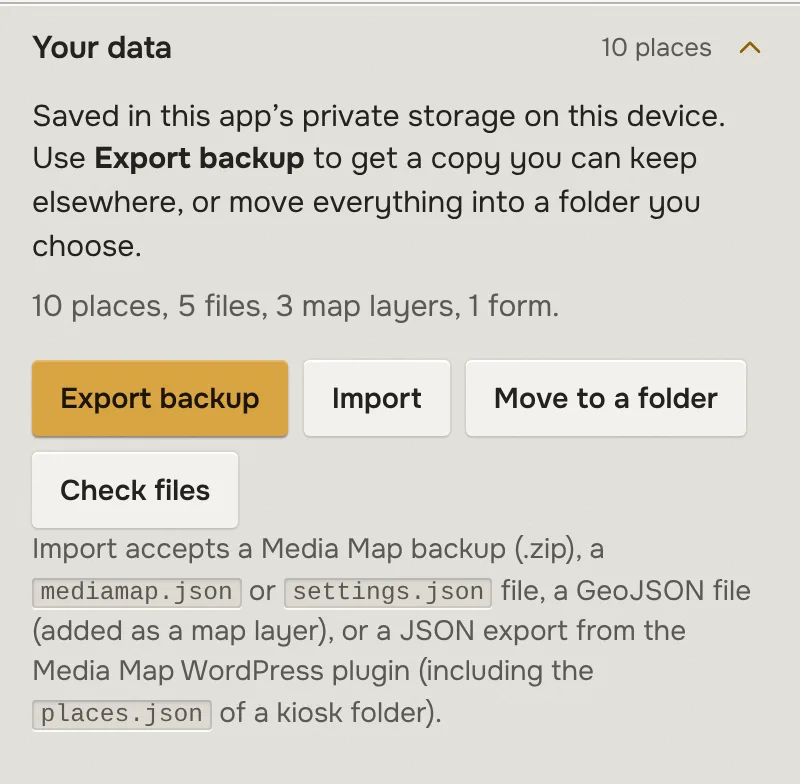 Your data
10 places
Saved in this app’s private storage on this device.
Use Export backup to get a copy you can keep
elsewhere, or move everything into a folder you
choose.
10 places, 5 files, 3 map layers, 1 form.
Export backup
Import
Move to a folder
Check files
Import accepts a Media Map backup (.zip), a
mediamap.json or settings.json file, a GeoJSON file
(added as a map layer), or a JSON export from the
Media Map WordPress plugin (including the
places.json of a kiosk folder).